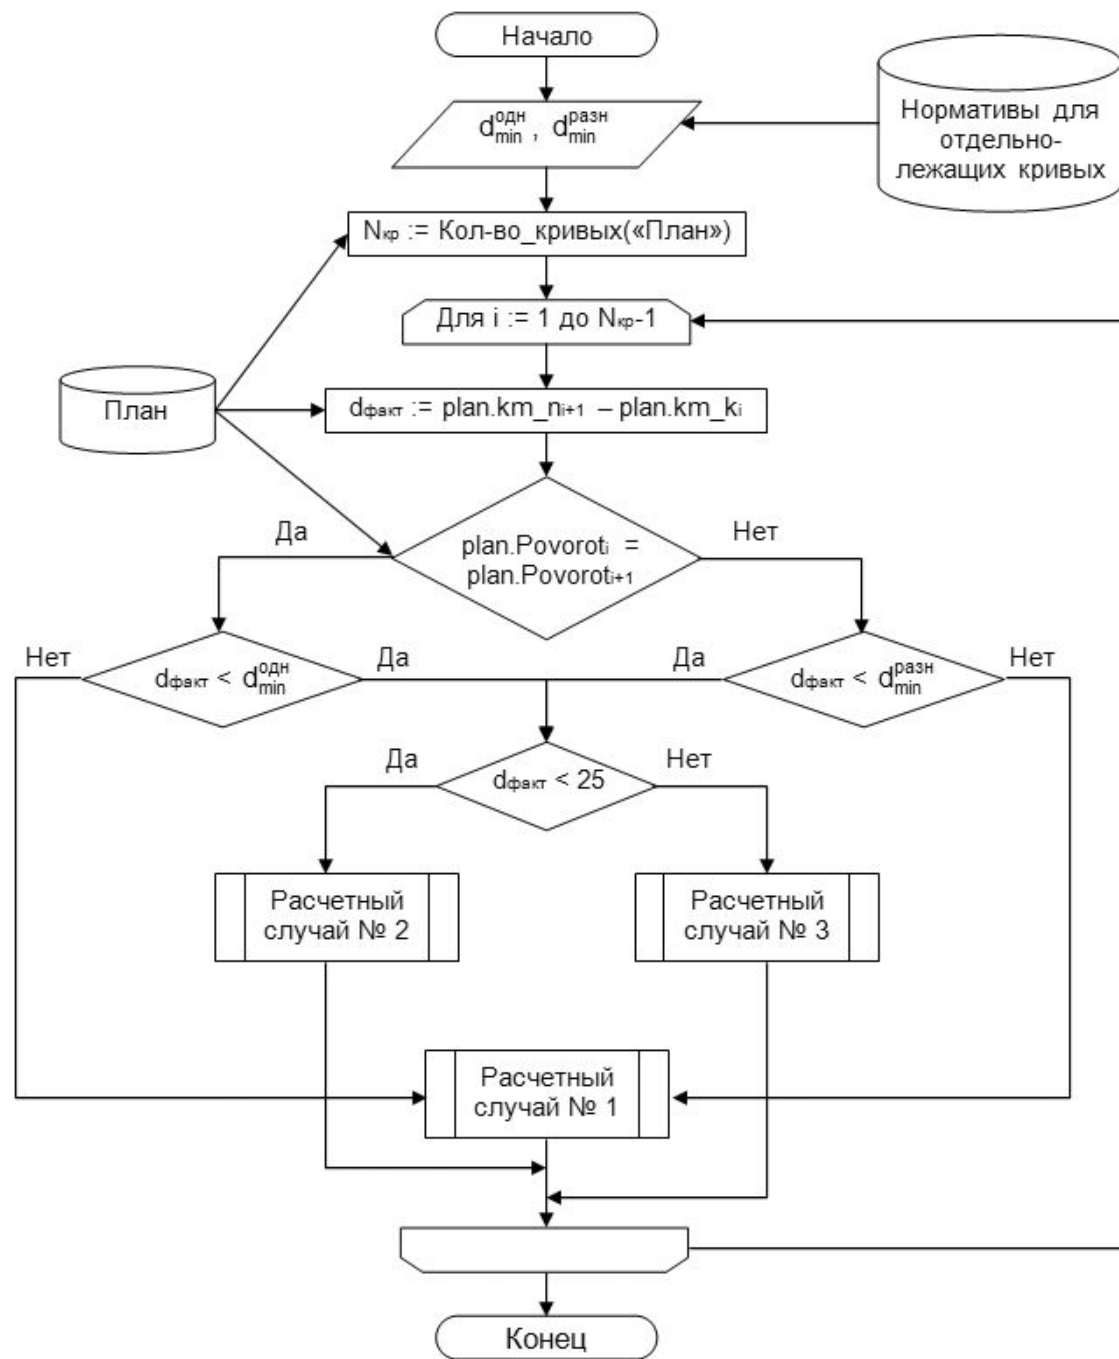 Начало
Нормативы для
отдельно-
лежащих кривых
d_min^одн , d_min^разн
Nкр := Кол-во_кривых(«План»)
Для i := 1 до Nкр-1
План
dфакт := plan.km_ni+1 – plan.km_ki
Да
Нет
plan.Povoroti =
plan.Povoroti+1
Нет
dфакт < d_min^одн
Да
Да
dфакт < d_min^разн
Нет
Да
dфакт < 25
Нет
Расчетный
случай № 2
Расчетный
случай № 3
Расчетный
случай № 1
Конец